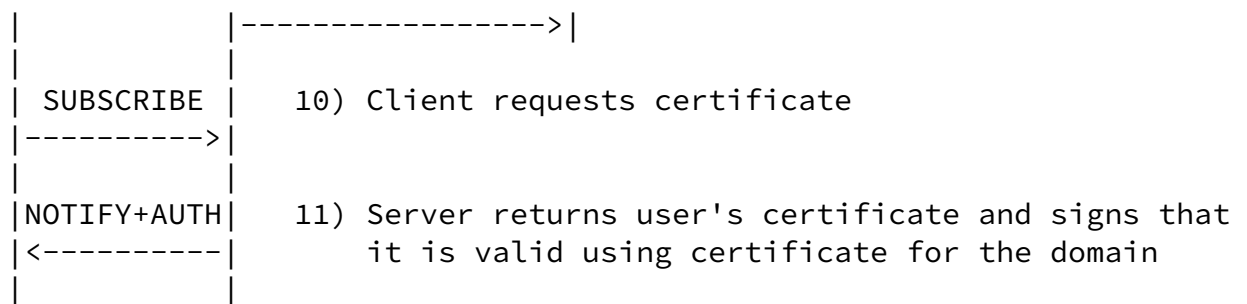 |           |----------------->|
|           |
| SUBSCRIBE |   10) Client requests certificate
|---------->|
|           |
|NOTIFY+AUTH|   11) Server returns user's certificate and signs that
|<----------|       it is valid using certificate for the domain
|           |